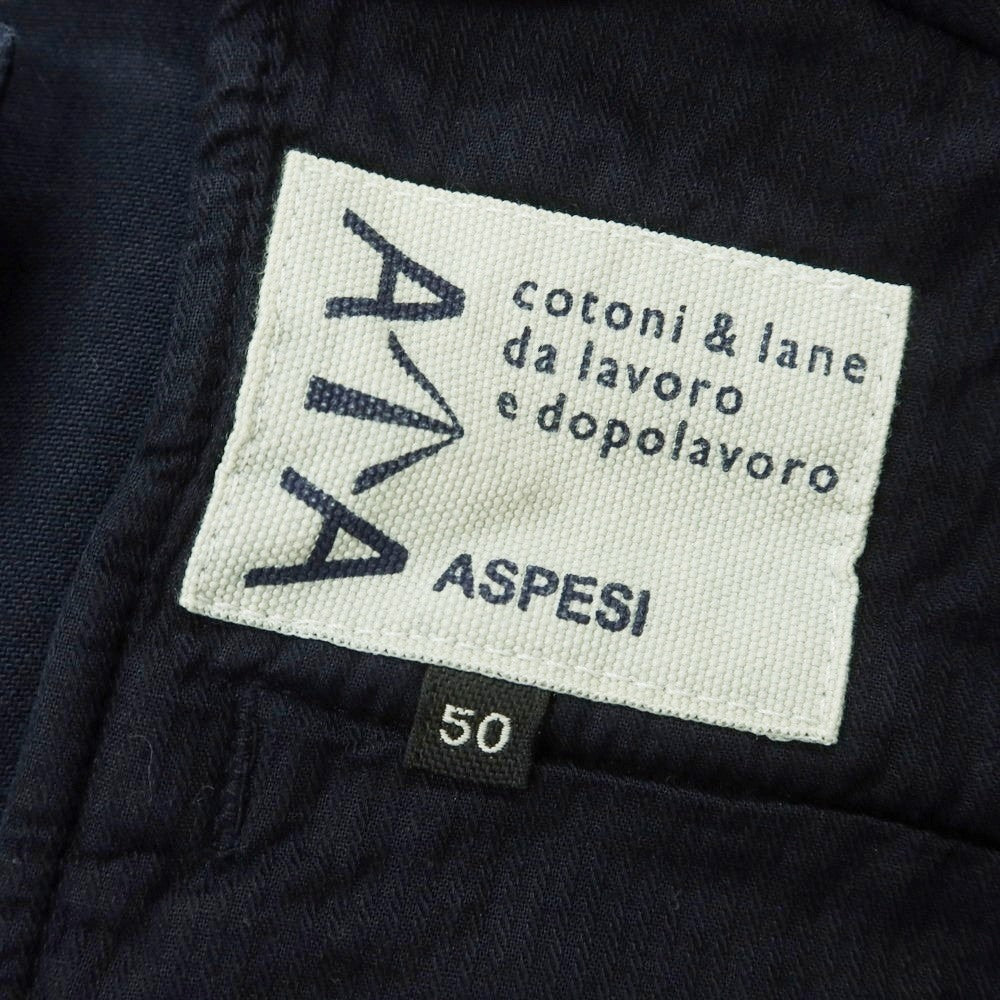 cotoni & lane
da lavoro
e dopolavoro
ASPESI
50